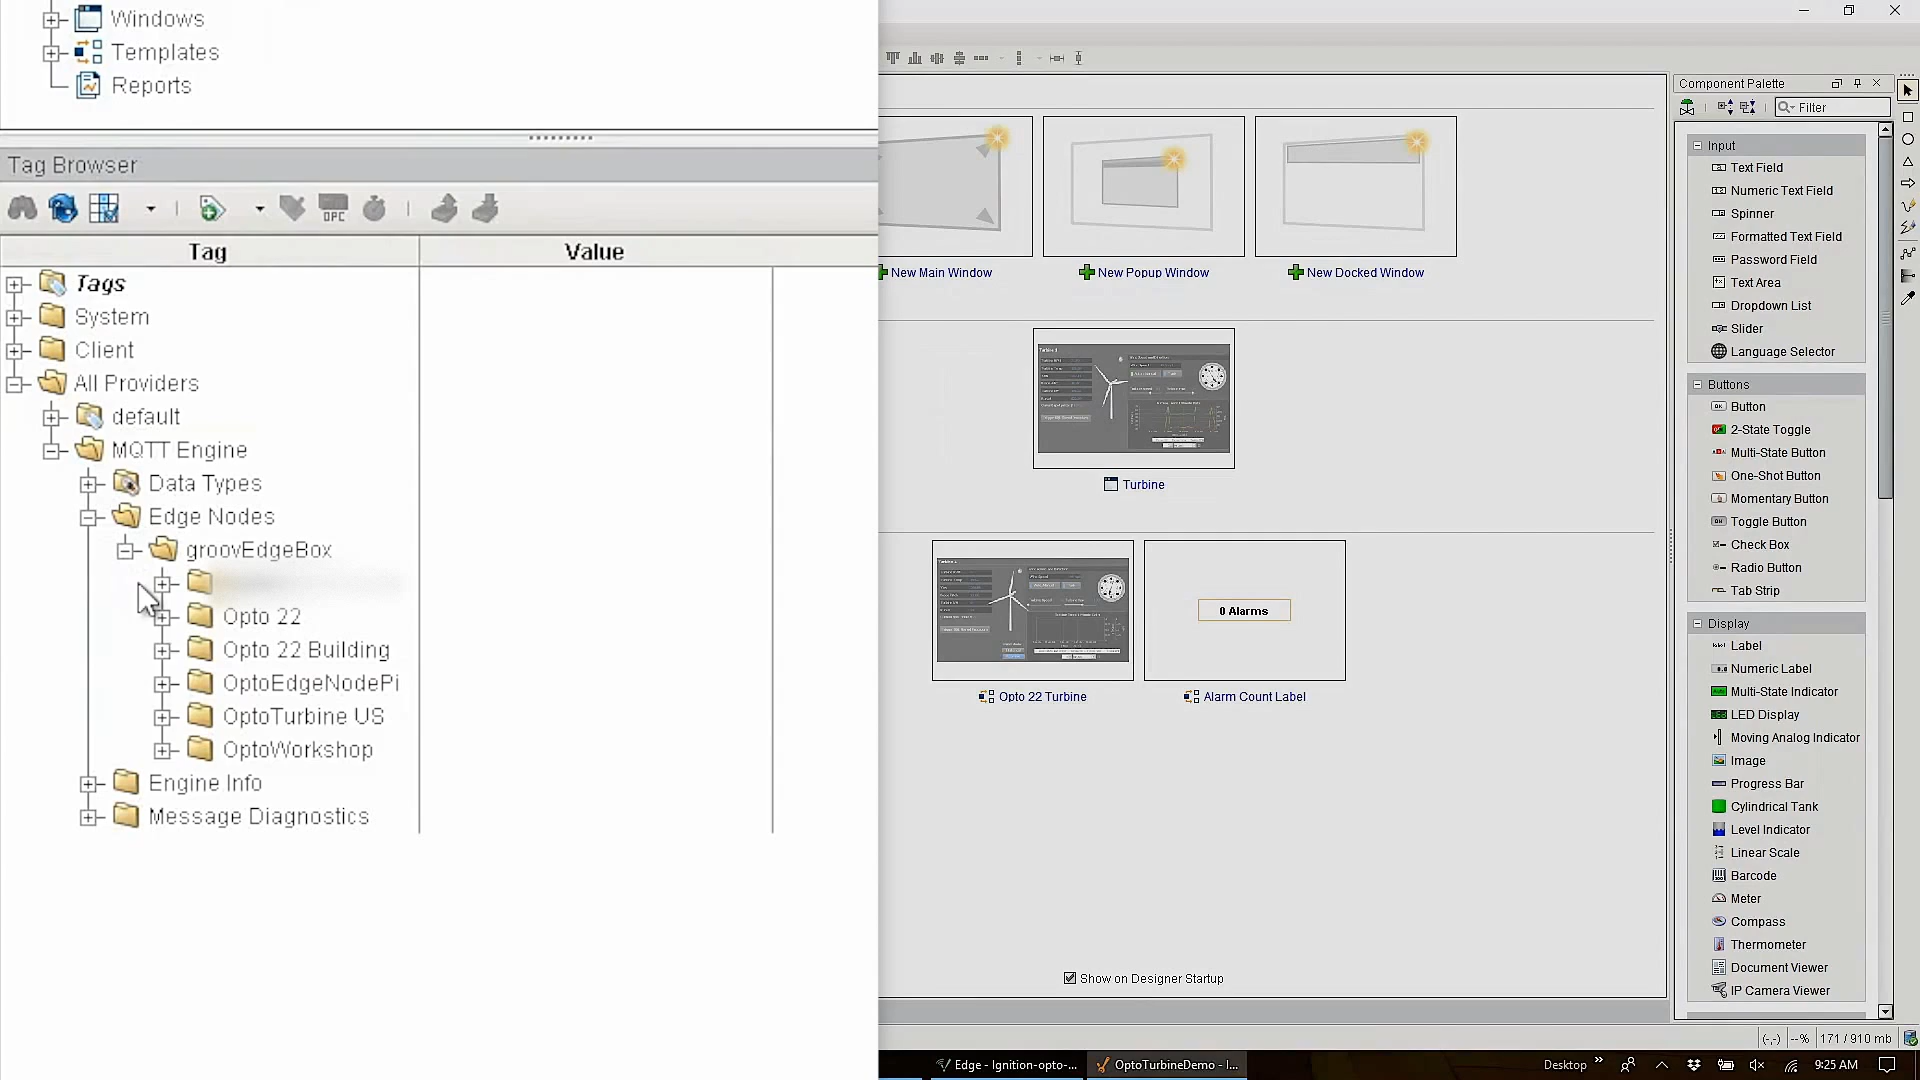 Windows
Templates
Reports
Tag Browser
OPC
Tag Value
Tags
System
Client
All Providers
default
MQTT Engine
Data Types
Edge Nodes
groovEdgeBox
Opto 22
Opto 22 Building
OptoEdgeNodePi
OptoTurbine US
OptoWorkshop
Engine Info
Message Diagnostics
New Main Window
New Popup Window
New Docked Window
Turbine
0 Alarms
Opto 22 Turbine
Alarm Count Label
Show on Designer Startup
Component Palette
Filter
Input
Text Field
Numeric Text Field
Spinner
Formatted Text Field
Password Field
Text Area
Dropdown List
Slider
Language Selector
Buttons
Button
2-State Toggle
Multi-State Button
One-Shot Button
Momentary Button
Toggle Button
Check Box
Radio Button
Tab Strip
Display
Label
Numeric Label
Multi-State Indicator
LED Display
Moving Analog Indicator
Image
Progress Bar
Cylindrical Tank
Level Indicator
Linear Scale
Barcode
Meter
Compass
Thermometer
Document Viewer
IP Camera Viewer
(-,-) --% 171 / 910 mb
Edge - Ignition-opto-...
OptoTurbineDemo - I...
Desktop
9:25 AM